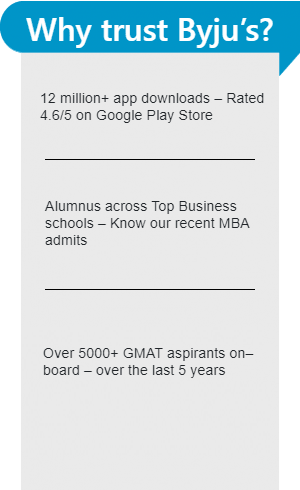 Why trust Byju's?
12 million+ app downloads – Rated
4.6/5 on Google Play Store
Alumnus across Top Business
schools – Know our recent MBA
admits
Over 5000+ GMAT aspirants on–
board – over the last 5 years